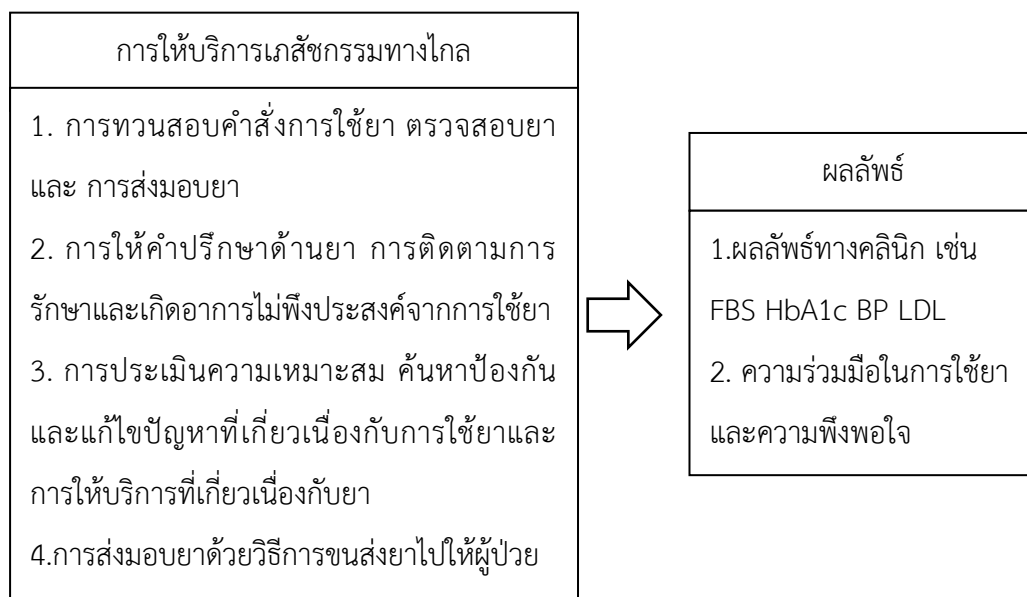 การให้บริการเภสัชกรรมทางไกล
1. การทวนสอบคำสั่งการใช้ยา ตรวจสอบยา
และ การส่งมอบยา
2. การให้คำปรึกษาด้านยา การติดตามการ
รักษาและเกิดอาการไม่พึงประสงค์จากการใช้ยา
3. การประเมินความเหมาะสม ค้นหาป้องกัน
และแก้ไขปัญหาที่เกี่ยวเนื่องกับการใช้ยาและ
การให้บริการที่เกี่ยวเนื่องกับยา
4.การส่งมอบยาด้วยวิธีการขนส่งยาไปให้ผู้ป่วย
ผลลัพธ์
1.ผลลัพธ์ทางคลินิก เช่น
FBS HbA1c BP LDL
2. ความร่วมมือในการใช้ยา
และความพึงพอใจ